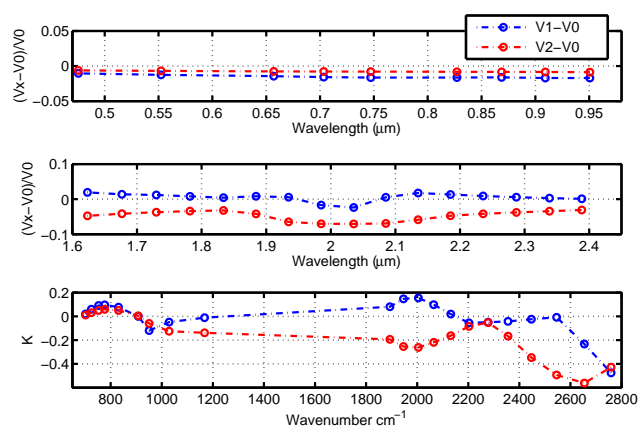 0.05
0
−0.05
(Vx−V0)/V0
V1−V0
V2−V0
0.5 0.55 0.6 0.65 0.7 0.75 0.8 0.85 0.9 0.95
Wavelength (μm)
0.1
0
−0.1
(Vx−V0)/V0
1.6 1.7 1.8 1.9 2 2.1 2.2 2.3 2.4
Wavelength (μm)
0.2
0
−0.2
−0.4
−0.6
K
800 1000 1200 1400 1600 1800 2000 2200 2400 2600 2800
Wavenumber cm⁻¹